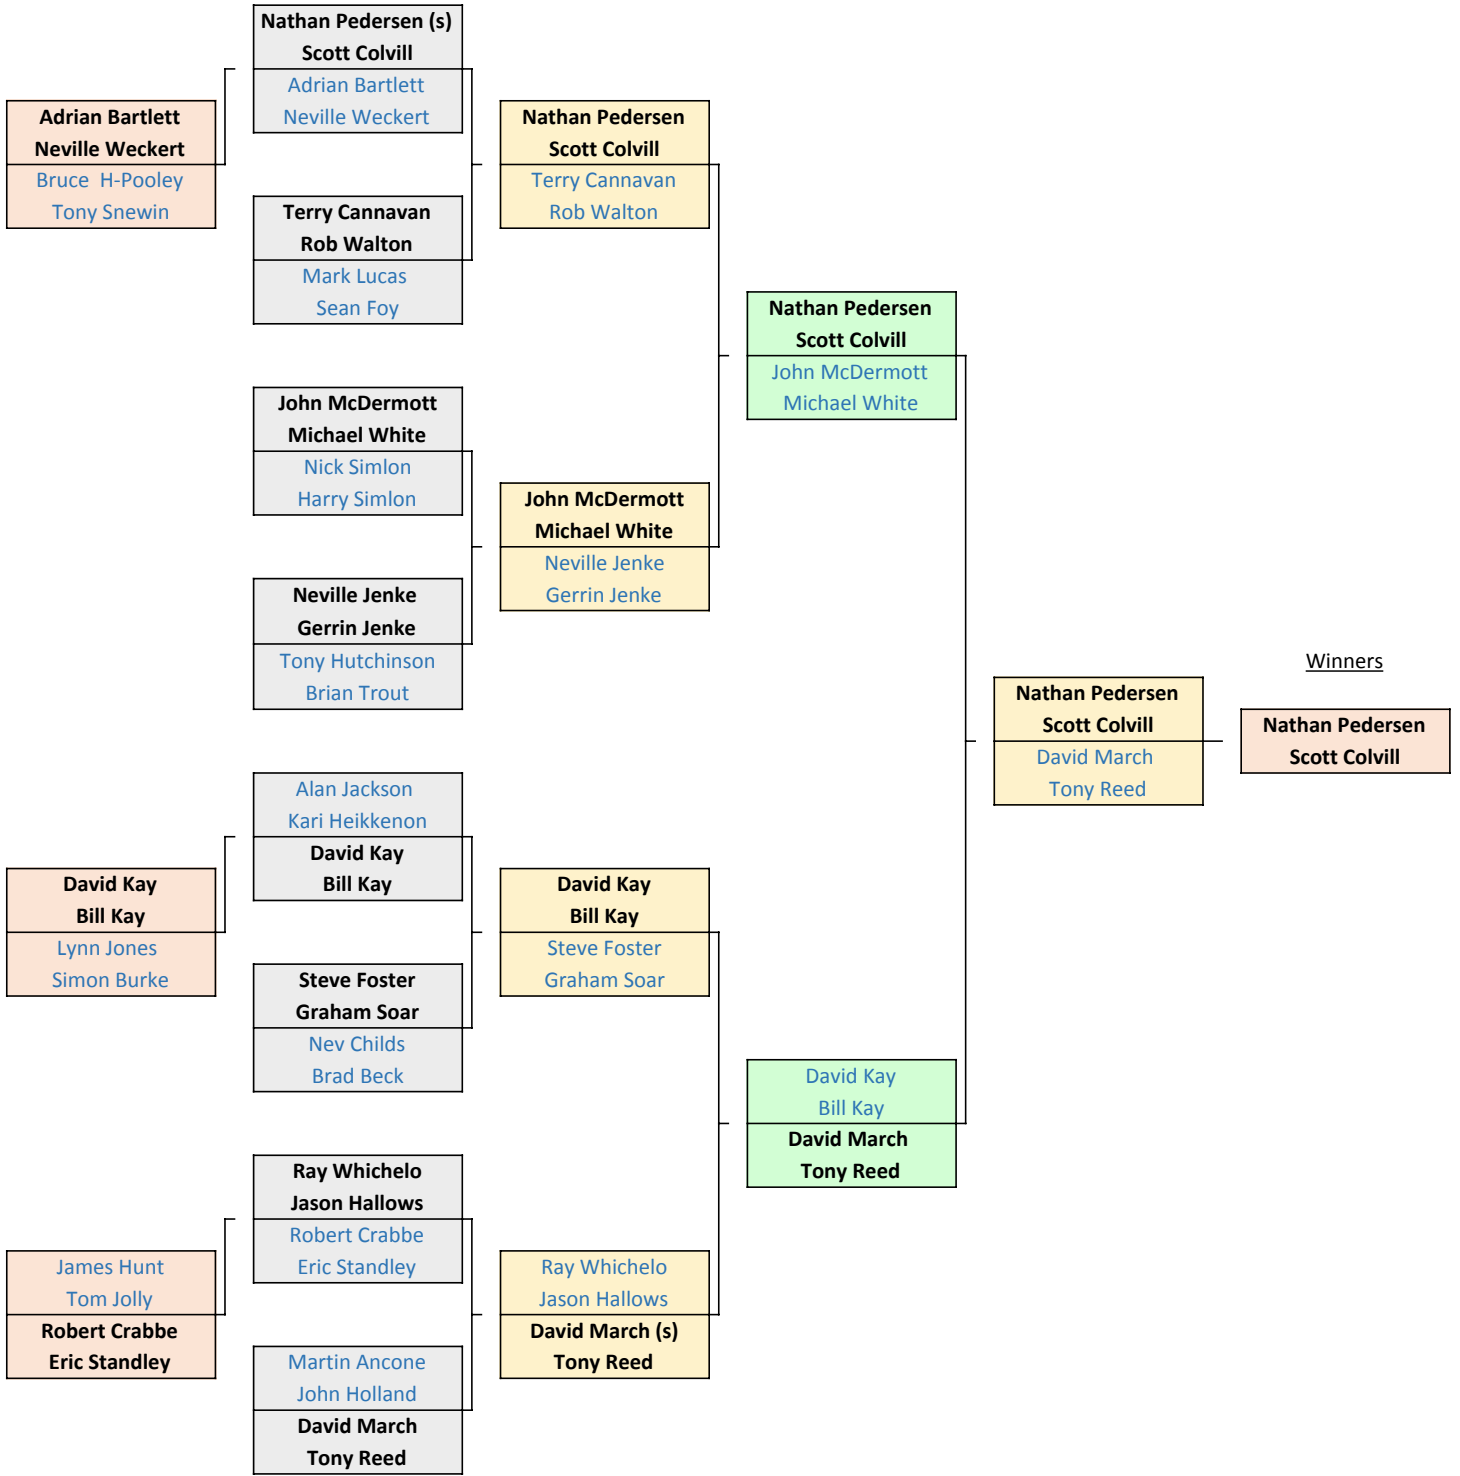 Adrian Bartlett
Neville Weckert
Bruce  H-Pooley
Tony Snewin
David Kay
Bill Kay
Lynn Jones
Simon Burke
James Hunt
Tom Jolly
Robert Crabbe
Eric Standley
Nathan Pedersen (s)
Scott Colvill
Adrian Bartlett
Neville Weckert
Terry Cannavan
Rob Walton
Mark Lucas
Sean Foy
John McDermott
Michael White
Nick Simlon
Harry Simlon
Neville Jenke
Gerrin Jenke
Tony Hutchinson
Brian Trout
Alan Jackson
Kari Heikkenon
David Kay
Bill Kay
Steve Foster
Graham Soar
Nev Childs
Brad Beck
Ray Whichelo
Jason Hallows
Robert Crabbe
Eric Standley
Martin Ancone
John Holland
David March
Tony Reed
Nathan Pedersen
Scott Colvill
Terry Cannavan
Rob Walton
John McDermott
Michael White
Neville Jenke
Gerrin Jenke
David Kay
Bill Kay
Steve Foster
Graham Soar
Ray Whichelo
Jason Hallows
David March (s)
Tony Reed
Nathan Pedersen
Scott Colvill
John McDermott
Michael White
David Kay
Bill Kay
David March
Tony Reed
Nathan Pedersen
Scott Colvill
David March
Tony Reed
Winners
Nathan Pedersen
Scott Colvill